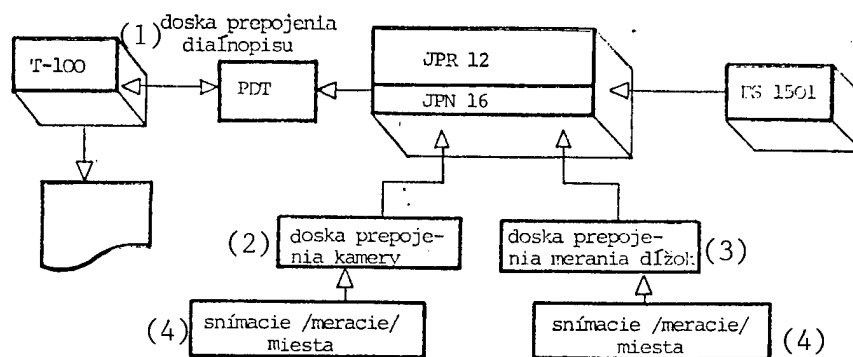 (1) doska prepojenia
diaľnopisu
T-100
PDT
JPR 12
JPN 16
1501
(2) doska prepoje-
nia kamery
doska prepoje- (3)
nia merania dĺžok
(4) snímacie /meracie/
miesta
snímacie /meracie/
miesta (4)